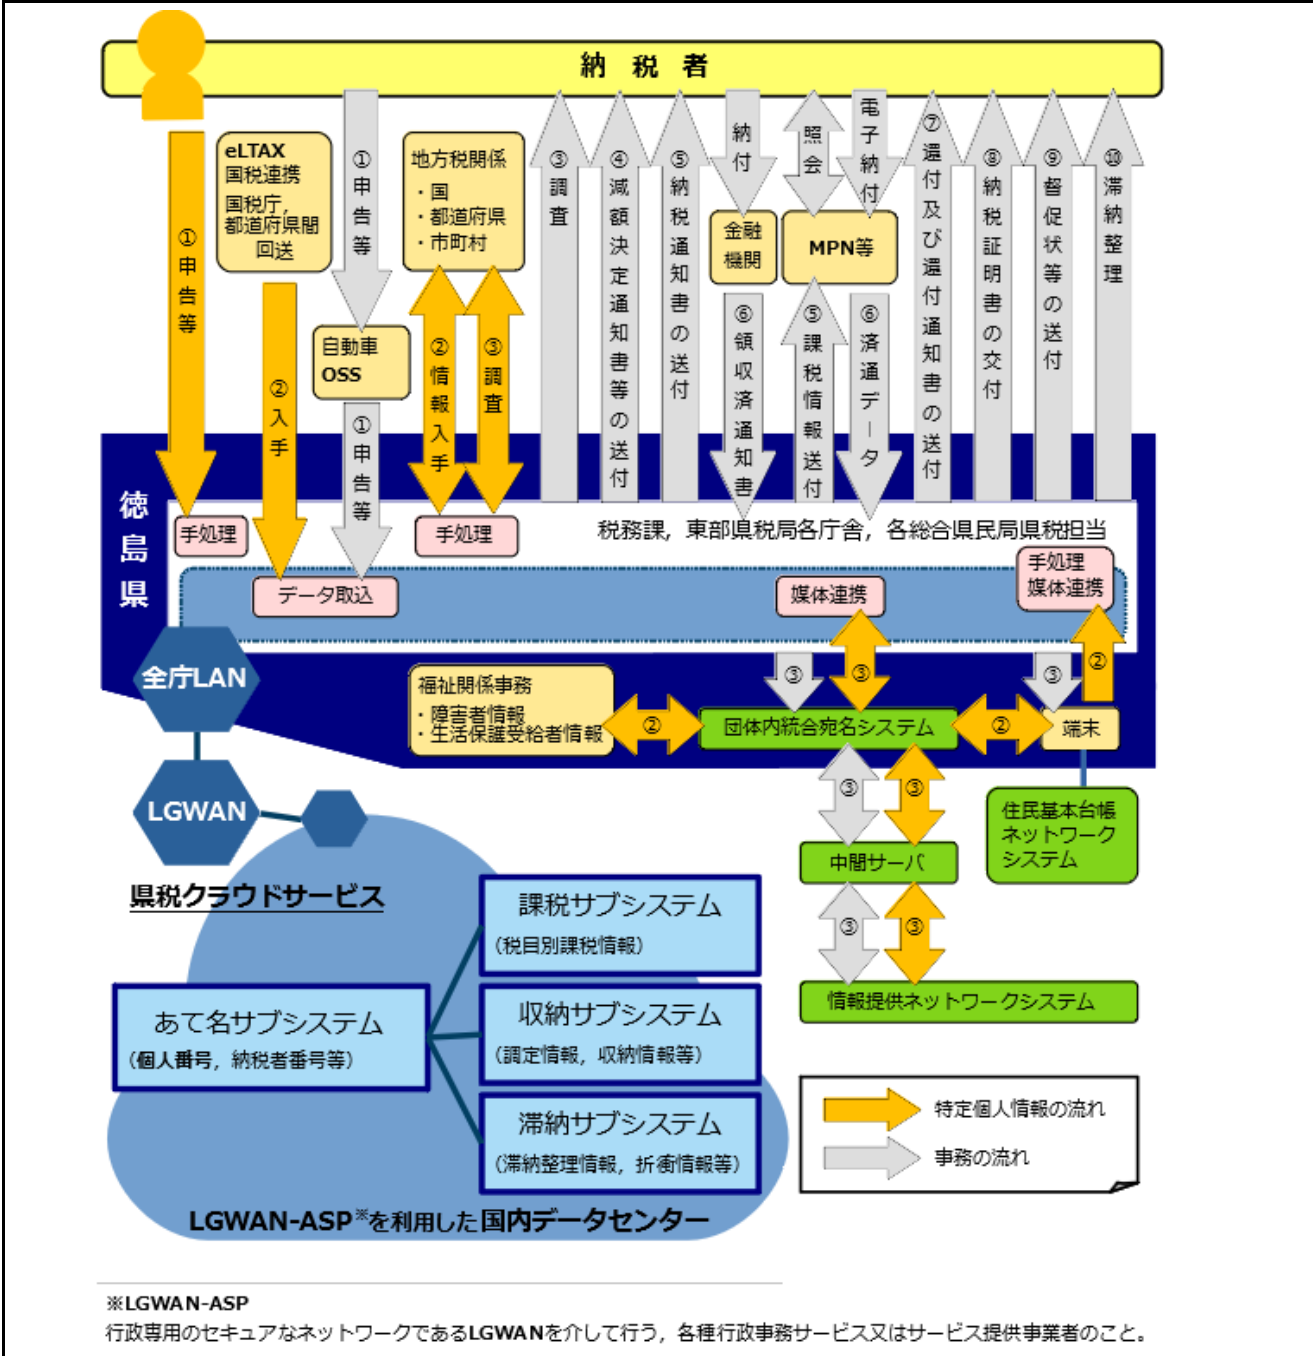 納税者
①申告等
eLTAX
国税連携
国税庁,
都道府県間
回送
①申告等
地方税関係
・国
・都道府県
・市町村
③調査
④減額決定通知書等の送付
⑤納税通知書の送付
納付
照会
電子納付
⑦還付及び還付通知書の送付
⑧納税証明書の交付
⑨督促状等の送付
⑩滞納整理
金融
機関
MPN等
②入手
自動車
OSS
①申告等
②情報入手
③調査
⑥領収済通知書
⑤課税情報送付
⑥済通データ
徳島県
手処理
手処理
税務課，東部県税局各庁舎，各総合県民局県税担当
データ取込
媒体連携
手処理
媒体連携
全庁LAN
福祉関係事務
・障害者情報
・生活保護受給者情報
②
③
③
団体内統合宛名システム
②
③
②
端末
LGWAN
③
③
住民基本台帳
ネットワーク
システム
中間サーバ
③
③
情報提供ネットワークシステム
県税クラウドサービス
課税サブシステム
（税目別課税情報）
あて名サブシステム
（個人番号，納税者番号等）
収納サブシステム
（調定情報，収納情報等）
滞納サブシステム
（滞納整理情報，折衝情報等）
LGWAN-ASP※を利用した国内データセンター
特定個人情報の流れ
事務の流れ
※LGWAN-ASP
行政専用のセキュアなネットワークであるLGWANを介して行う，各種行政事務サービス又はサービス提供事業者のこと。